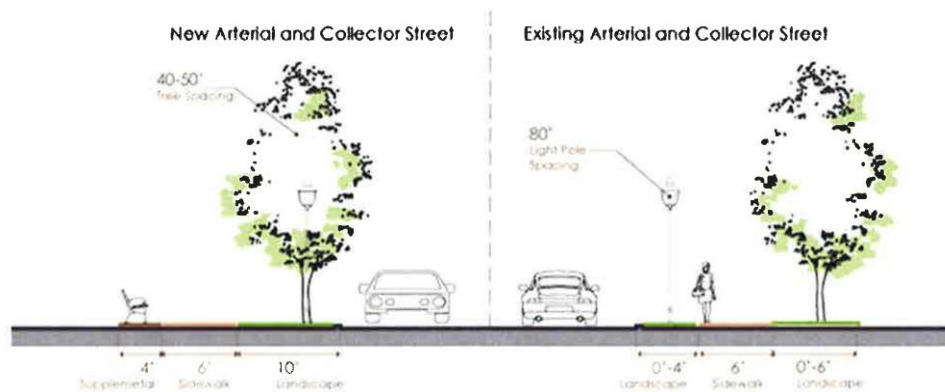 New Arterial and Collector Street
Existing Arterial and Collector Street
40-50'
Tree Spacing
80'
Light Pole
Spacing
4' 6' 10'
Supplemental Sidewalk Landscape
0'-4' 6' 0'-6'
Landscape Sidewalk Landscape